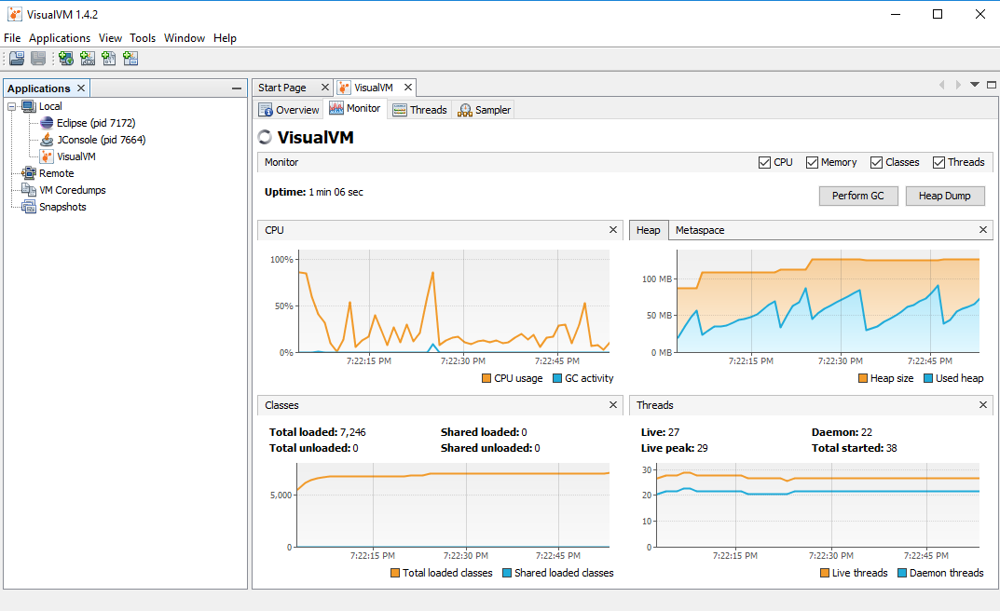 VisualVM 1.4.2
File Applications View Tools Window Help
Applications
Local
Eclipse (pid 7172)
JConsole (pid 7664)
VisualVM
Remote
VM Coredumps
Snapshots
Start Page VisualVM
Overview Monitor Threads Sampler
VisualVM
Monitor CPU Memory Classes Threads
Uptime: 1 min 06 sec
Perform GC Heap Dump
CPU
100%
50%
0%
7:22:15 PM 7:22:30 PM 7:22:45 PM
CPU usage GC activity
Heap Metaspace
100 MB
50 MB
0 MB
7:22:15 PM 7:22:30 PM 7:22:45 PM
Heap size Used heap
Classes
Total loaded: 7,246 Shared loaded: 0
Total unloaded: 0 Shared unloaded: 0
5,000
0
7:22:15 PM 7:22:30 PM 7:22:45 PM
Total loaded classes Shared loaded classes
Threads
Live: 27 Daemon: 22
Live peak: 29 Total started: 38
30
20
10
0
7:22:15 PM 7:22:30 PM 7:22:45 PM
Live threads Daemon threads